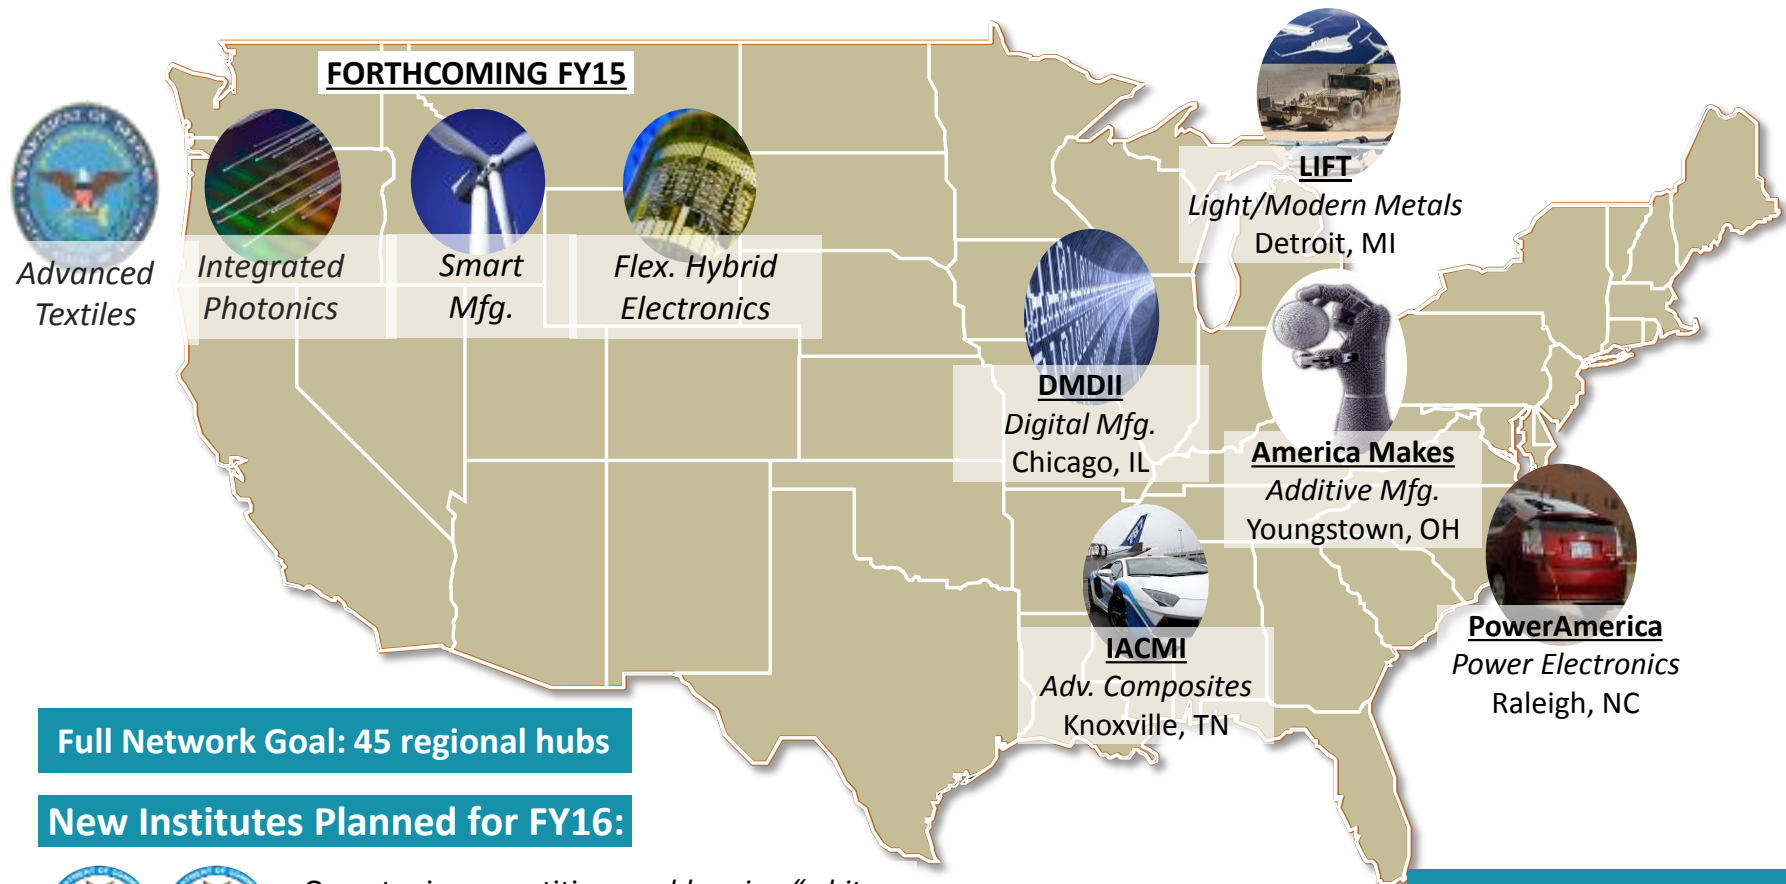 FORTHCOMING FY15
Advanced
Textiles
Integrated
Photonics
Smart
Mfg.
Flex. Hybrid
Electronics
LIFT
Light/Modern Metals
Detroit, MI
DMDII
Digital Mfg.
Chicago, IL
America Makes
Additive Mfg.
Youngstown, OH
IACMI
Adv. Composites
Knoxville, TN
PowerAmerica
Power Electronics
Raleigh, NC
Full Network Goal: 45 regional hubs
New Institutes Planned for FY16: